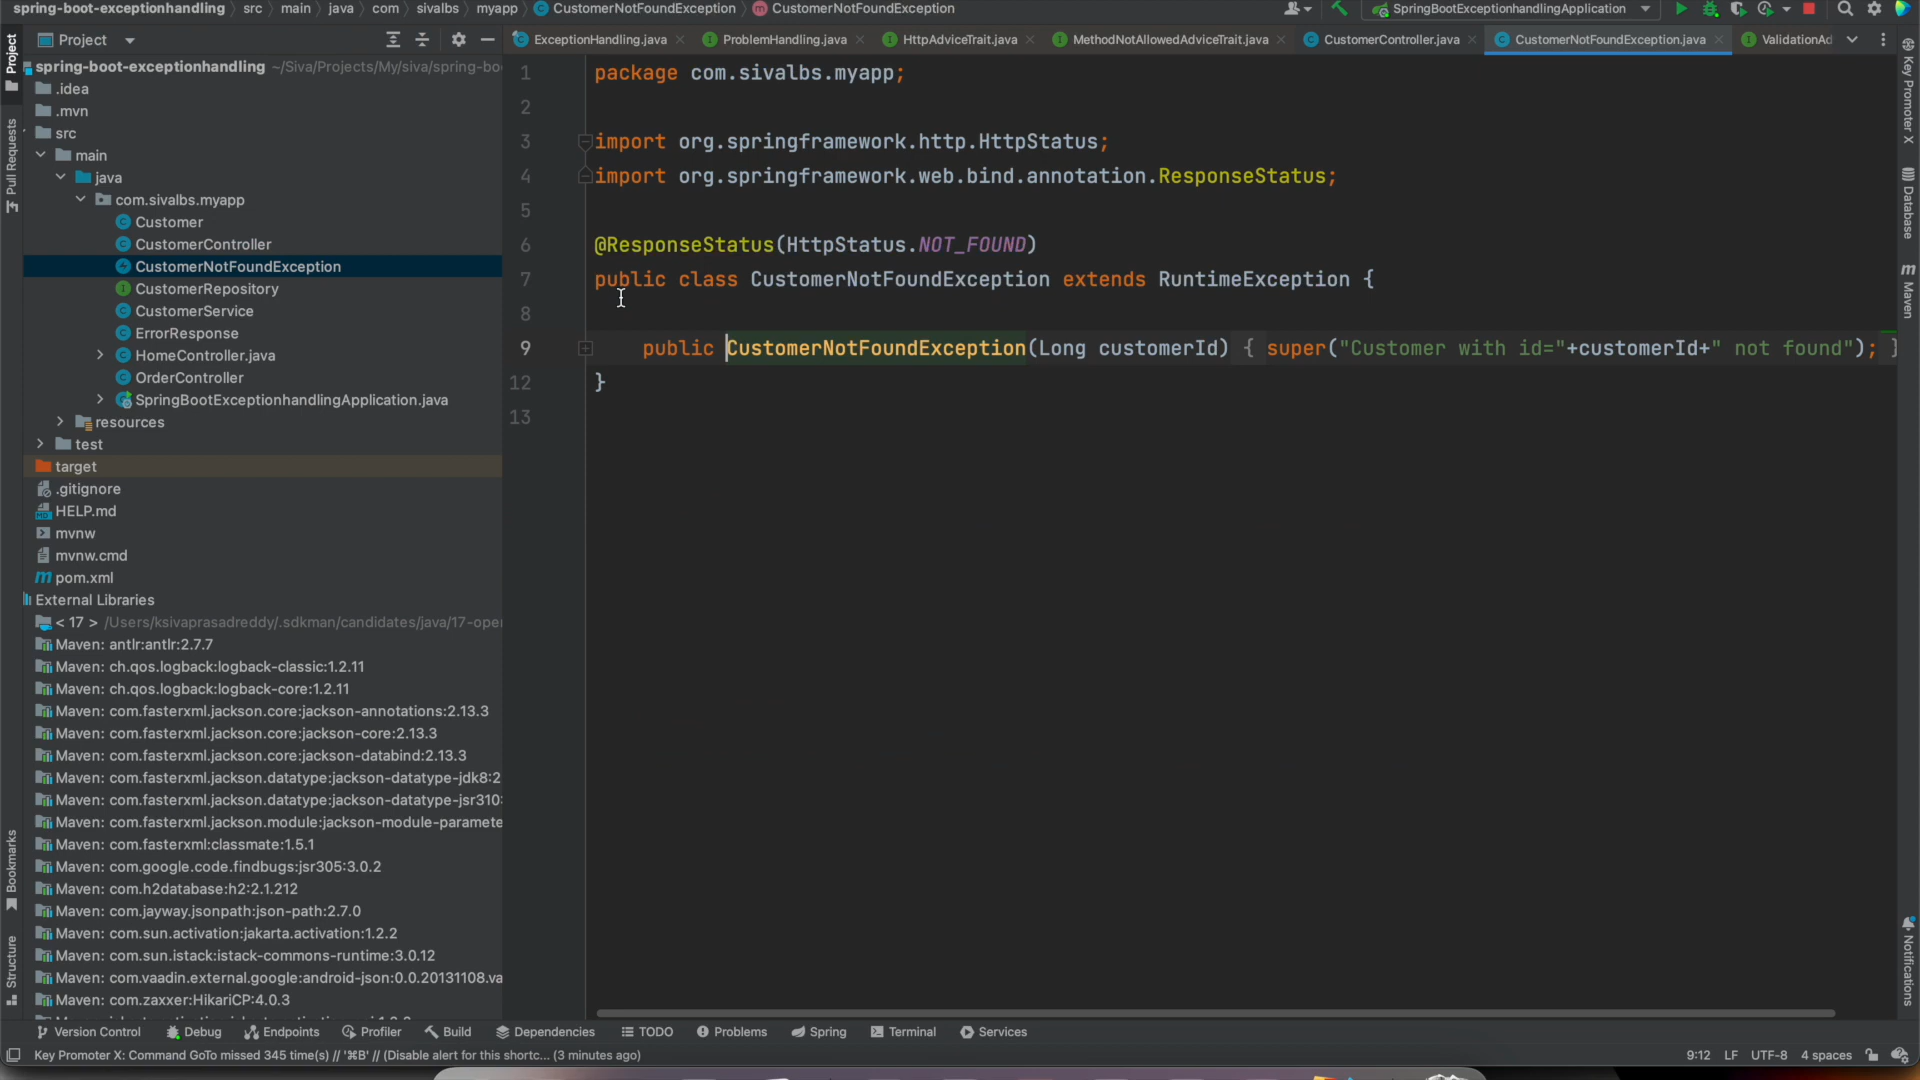 spring-boot-exceptionhandling src main java com sivalbs myapp CustomerNotFoundException CustomerNotFoundException SpringBootExceptionhandlingApplication
Project
ExceptionHandling.java ProblemHandling.java HttpAdviceTrait.java MethodNotAllowedAdviceTrait.java CustomerController.java CustomerNotFoundException.java ValidationAd
Project
Pull Requests
Bookmarks
Structure
spring-boot-exceptionhandling ~/Siva/Projects/My/siva/spring-bo
.idea
.mvn
src
main
java
com.sivalbs.myapp
Customer
CustomerController
CustomerNotFoundException
CustomerRepository
CustomerService
ErrorResponse
HomeController.java
OrderController
SpringBootExceptionhandlingApplication.java
resources
test
target
.gitignore
HELP.md
mvnw
mvnw.cmd
pom.xml
External Libraries
< 17 > /Users/ksivaprasadreddy/.sdkman/candidates/java/17-ope
Maven: antlr:antlr:2.7.7
Maven: ch.qos.logback:logback-classic:1.2.11
Maven: ch.qos.logback:logback-core:1.2.11
Maven: com.fasterxml.jackson.core:jackson-annotations:2.13.3
Maven: com.fasterxml.jackson.core:jackson-core:2.13.3
Maven: com.fasterxml.jackson.core:jackson-databind:2.13.3
Maven: com.fasterxml.jackson.datatype:jackson-datatype-jdk8:2
Maven: com.fasterxml.jackson.datatype:jackson-datatype-jsr310:
Maven: com.fasterxml.jackson.module:jackson-module-paramete
Maven: com.fasterxml:classmate:1.5.1
Maven: com.google.code.findbugs:jsr305:3.0.2
Maven: com.h2database:h2:2.1.212
Maven: com.jayway.jsonpath:json-path:2.7.0
Maven: com.sun.activation:jakarta.activation:1.2.2
Maven: com.sun.istack:istack-commons-runtime:3.0.12
Maven: com.vaadin.external.google:android-json:0.0.20131108.va
Maven: com.zaxxer:HikariCP:4.0.3
1 package com.sivalbs.myapp;
2
3 import org.springframework.http.HttpStatus;
4 import org.springframework.web.bind.annotation.ResponseStatus;
5
6 @ResponseStatus(HttpStatus.NOT_FOUND)
7 public class CustomerNotFoundException extends RuntimeException {
8
9 public CustomerNotFoundException(Long customerId) { super("Customer with id="+customerId+" not found"); }
12 }
13
Key Promoter X
Database
m Maven
Notifications
Version Control Debug Endpoints Profiler Build Dependencies TODO Problems Spring Terminal Services
Key Promoter X: Command GoTo missed 345 time(s) // '⌘B' // (Disable alert for this shortc... (3 minutes ago) 9:12 LF UTF-8 4 spaces